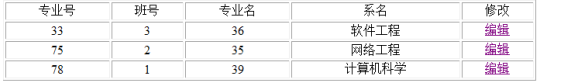 专业号 班号 专业名 系名 修改
33 3 36 软件工程 编辑
75 2 35 网络工程 编辑
78 1 39 计算机科学 编辑